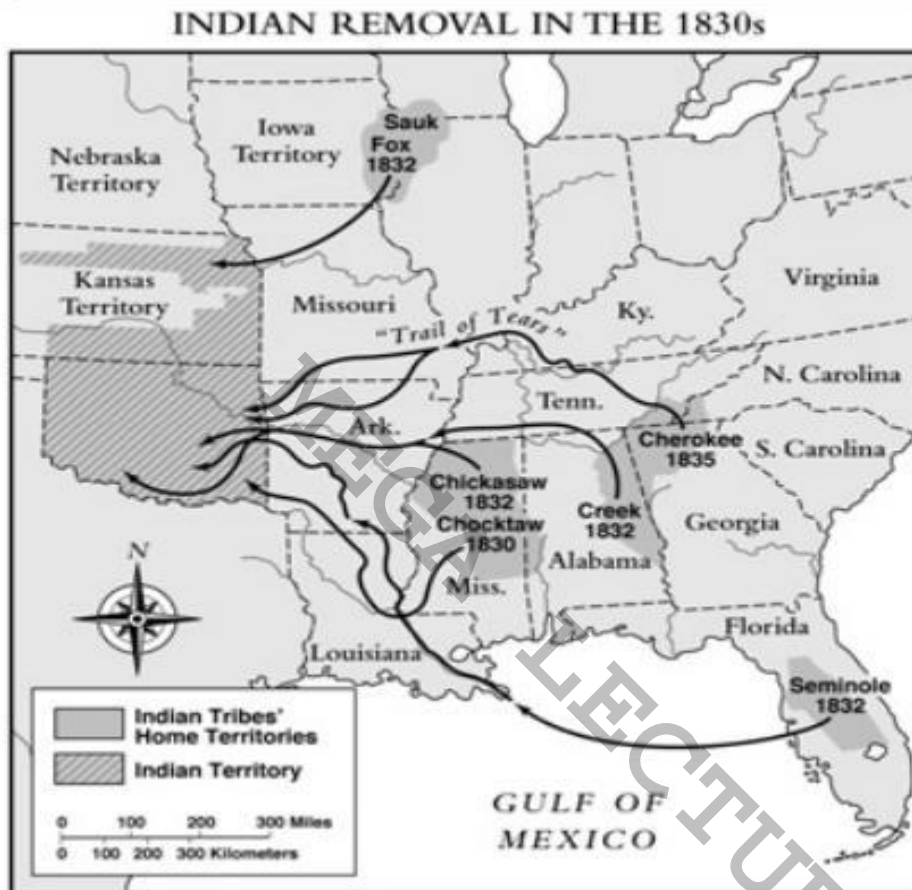 INDIAN REMOVAL IN THE 1830s
Sauk
Fox
1832
Iowa
Territory
Nebraska
Territory
Kansas
Territory
Missouri
"Trail of Tears"
Ky.
Virginia
N. Carolina
Tenn.
Ark.
Cherokee
1835
S. Carolina
Chickasaw
1832
Chocktaw
1830
Creek
1832
Georgia
Alabama
Miss.
N
Louisiana
Florida
Seminole
1832
Indian Tribes'
Home Territories
Indian Territory
0 100 200 300 Miles
0 100 200 300 Kilometers
GULF OF
MEXICO
MEGA LECTUR